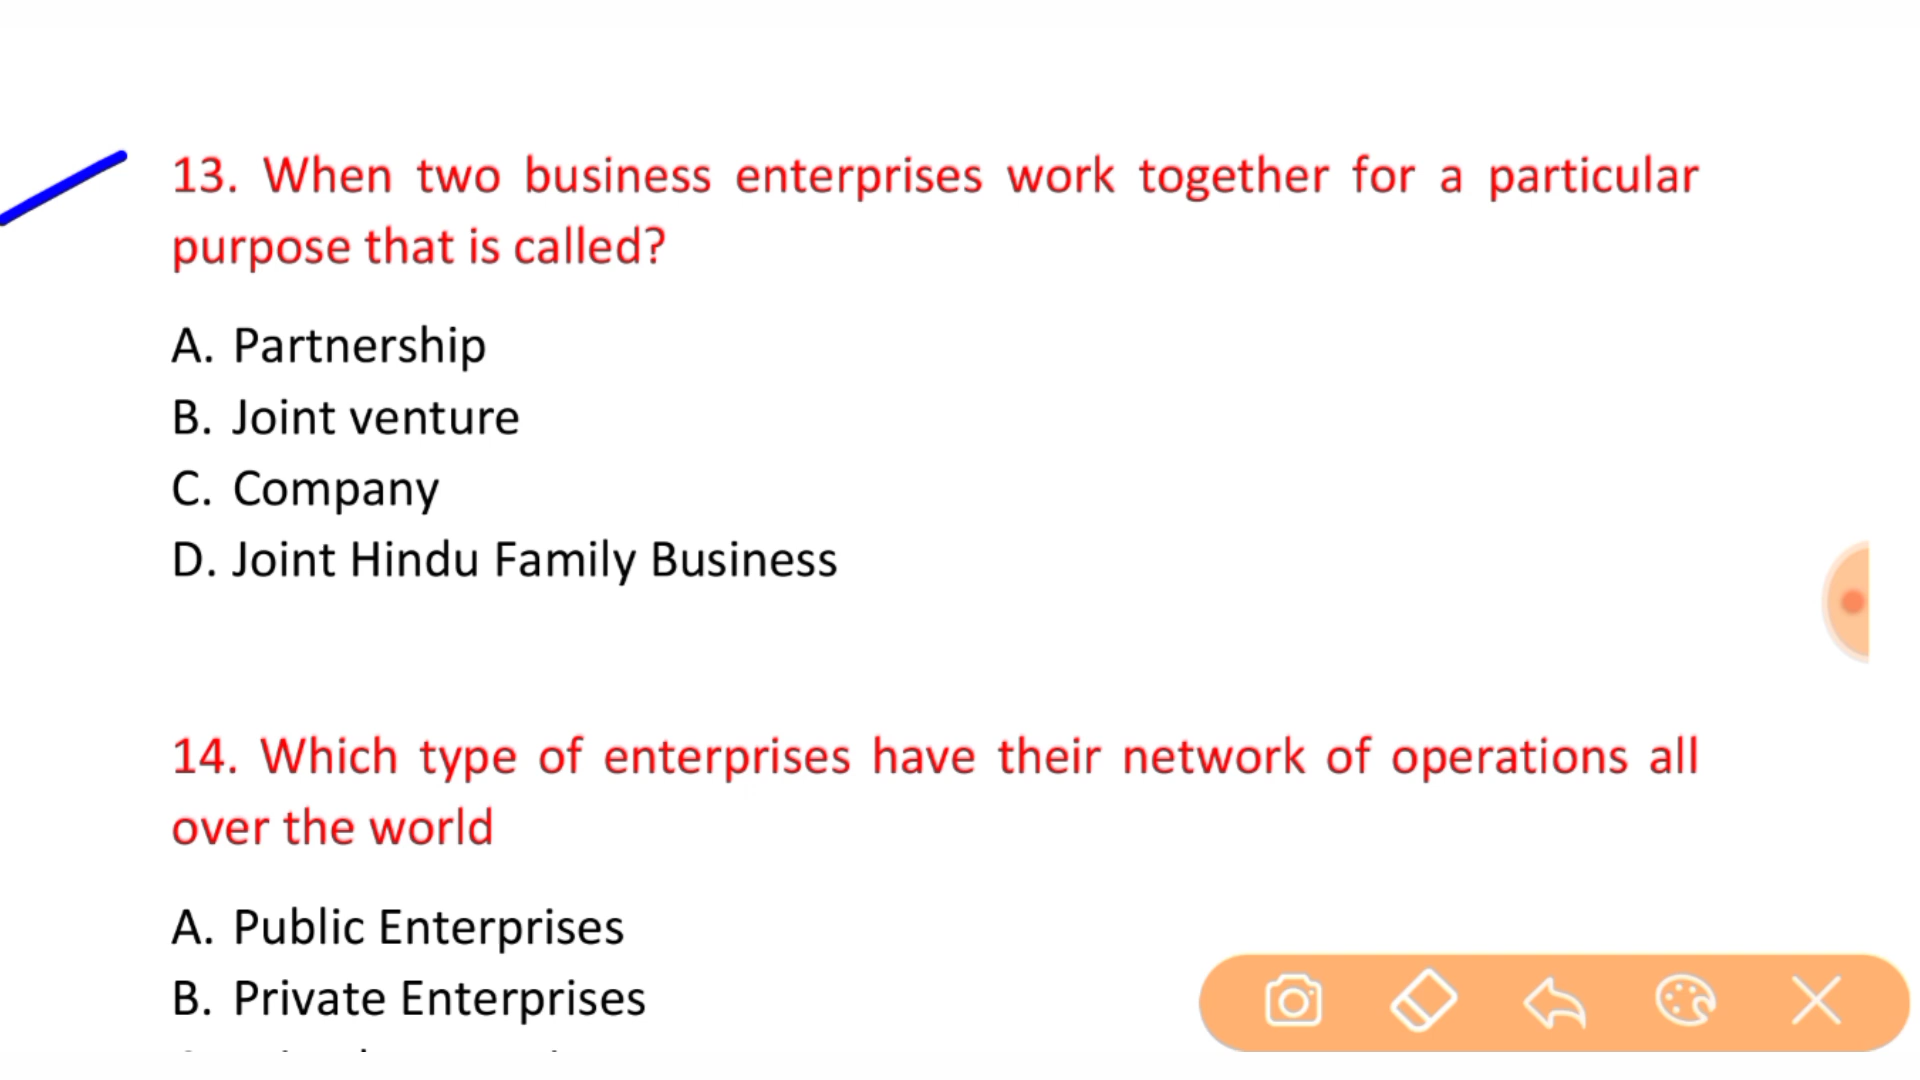 13. When two business enterprises work together for a particular
purpose that is called?
A. Partnership
B. Joint venture
C. Company
D. Joint Hindu Family Business
14. Which type of enterprises have their network of operations all
over the world
A. Public Enterprises
B. Private Enterprises